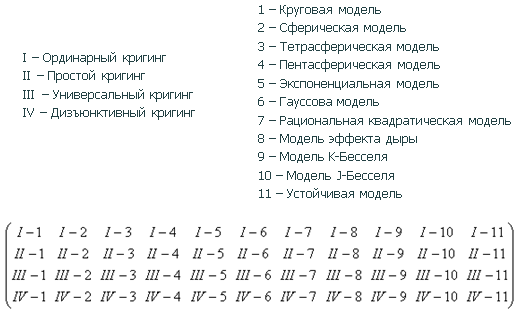 I – Ординарный кригинг
II – Простой кригинг
III – Универсальный кригинг
IV – Дизъюнктивный кригинг
1 – Круговая модель
2 – Сферическая модель
3 – Тетрасферическая модель
4 – Пентасферическая модель
5 – Экспоненциальная модель
6 – Гауссова модель
7 – Рациональная квадратическая модель
8 – Модель эффекта дыры
9 – Модель К-Бесселя
10 – Модель J-Бесселя
11 – Устойчивая модель
I – 1 I – 2 I – 3 I – 4 I – 5 I – 6 I – 7 I – 8 I – 9 I – 10 I – 11
II – 1 II – 2 II – 3 II – 4 II – 5 II – 6 II – 7 II – 8 II – 9 II – 10 II – 11
III – 1 III – 2 III – 3 III – 4 III – 5 III – 6 III – 7 III – 8 III – 9 III – 10 III – 11
IV – 1 IV – 2 IV – 3 IV – 4 IV – 5 IV – 6 IV – 7 IV – 8 IV – 9 IV – 10 IV – 11